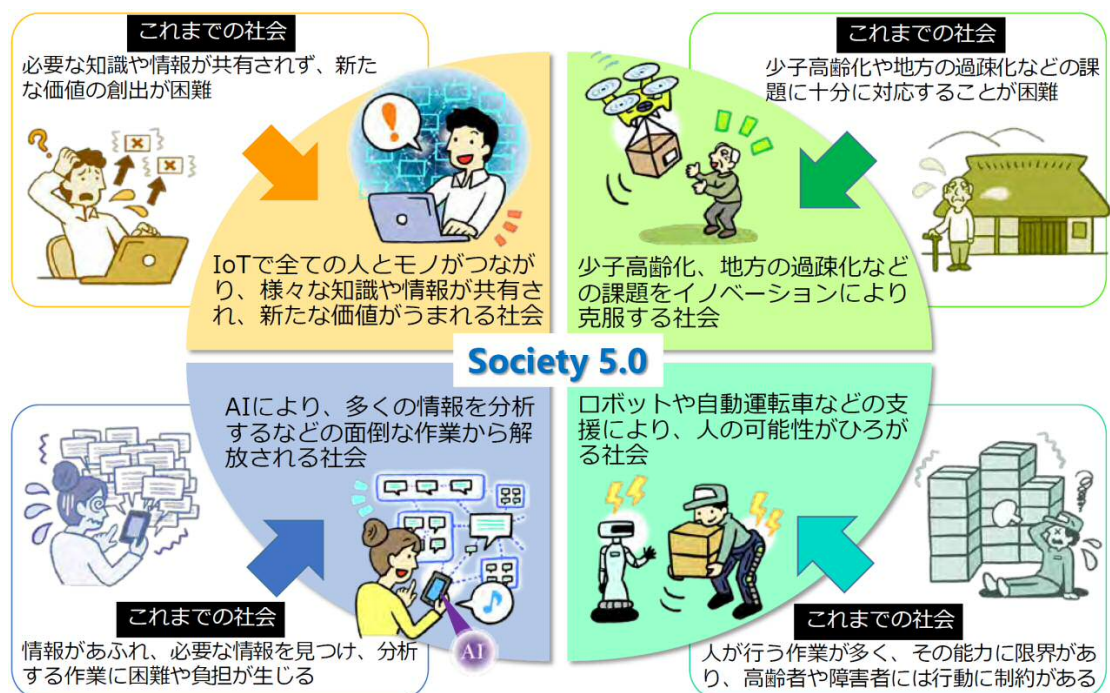 これまでの社会
必要な知識や情報が共有されず、新た
な価値の創出が困難
IoTで全ての人とモノがつなが
り、様々な知識や情報が共有さ
れ、新たな価値がうまれる社会
これまでの社会
少子高齢化や地方の過疎化などの課
題に十分に対応することが困難
少子高齢化、地方の過疎化など
の課題をイノベーションにより
克服する社会
Society 5.0
AIにより、多くの情報を分析
するなどの面倒な作業から解
放される社会
AI
これまでの社会
情報があふれ、必要な情報を見つけ、分析
する作業に困難や負担が生じる
ロボットや自動運転車などの支
援により、人の可能性がひろが
る社会
これまでの社会
人が行う作業が多く、その能力に限界があ
り、高齢者や障害者には行動に制約がある